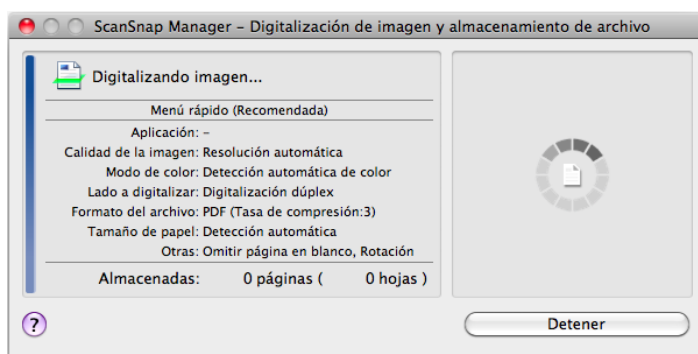 ScanSnap Manager – Digitalización de imagen y almacenamiento de archivo
Digitalizando imagen...
Menú rápido (Recomendada)
Aplicación: –
Calidad de la imagen: Resolución automática
Modo de color: Detección automática de color
Lado a digitalizar: Digitalización dúplex
Formato del archivo: PDF (Tasa de compresión:3)
Tamaño de papel: Detección automática
Otras: Omitir página en blanco, Rotación
Almacenadas: 0 páginas ( 0 hojas )
?
Detener